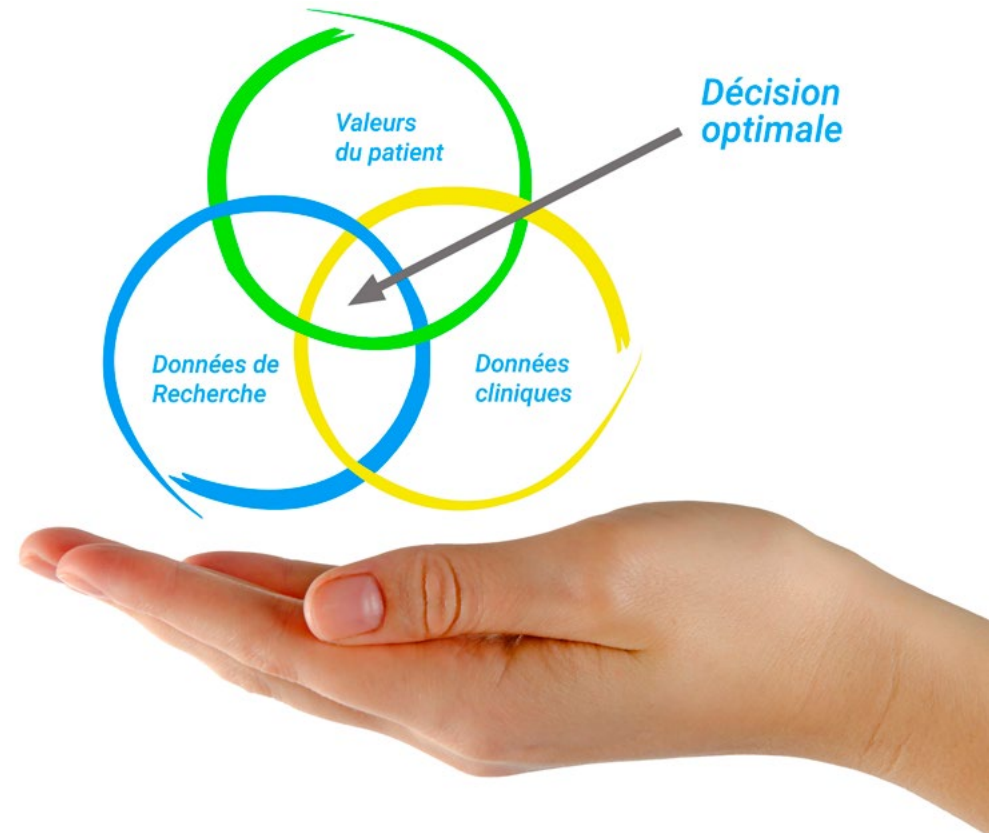 Décision
optimale
Valeurs
du patient
Données de
Recherche
Données
cliniques